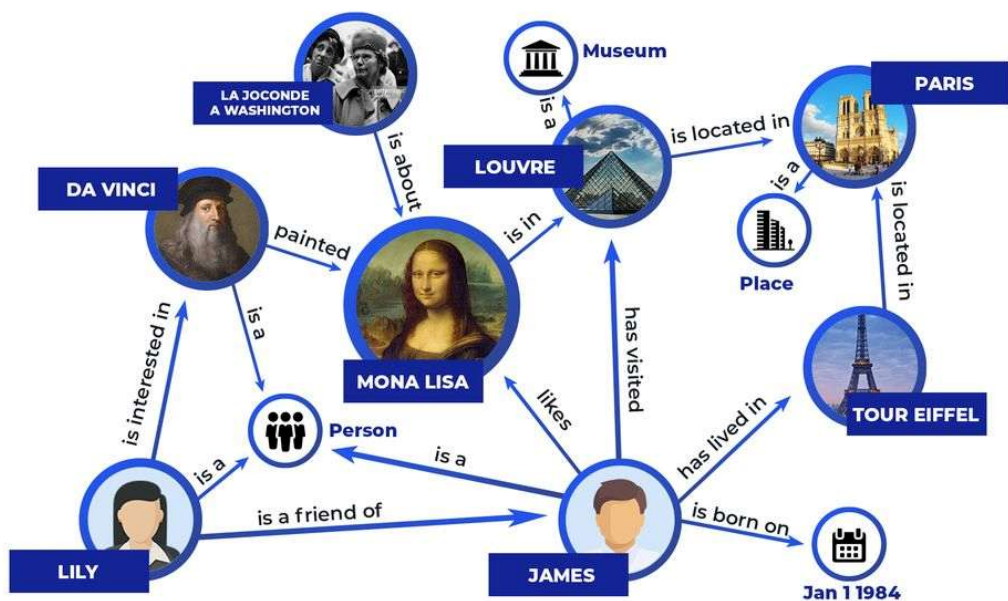 LA JOCONDE
A WASHINGTON
Museum
PARIS
is a
is located in
LOUVRE
is about
DA VINCI
is a
is located in
painted
is in
Place
is a
MONA LISA
has visited
is interested in
likes
TOUR EIFFEL
Person
has lived in
is a
is a
is a friend of
is born on
LILY
JAMES
Jan 1 1984